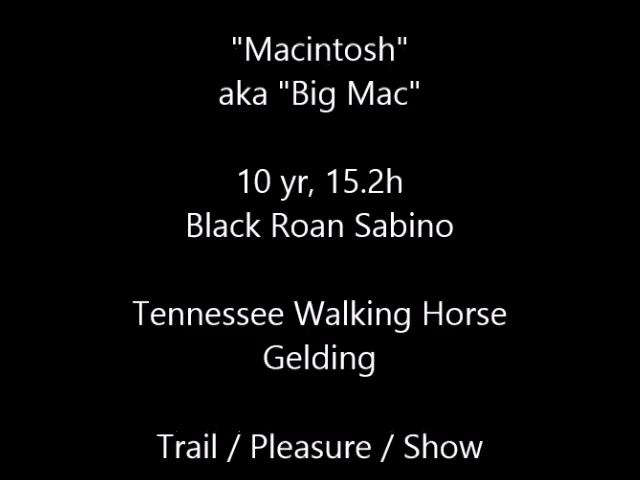 "Macintosh"
aka "Big Mac"
10 yr, 15.2h
Black Roan Sabino
Tennessee Walking Horse
Gelding
Trail / Pleasure / Show